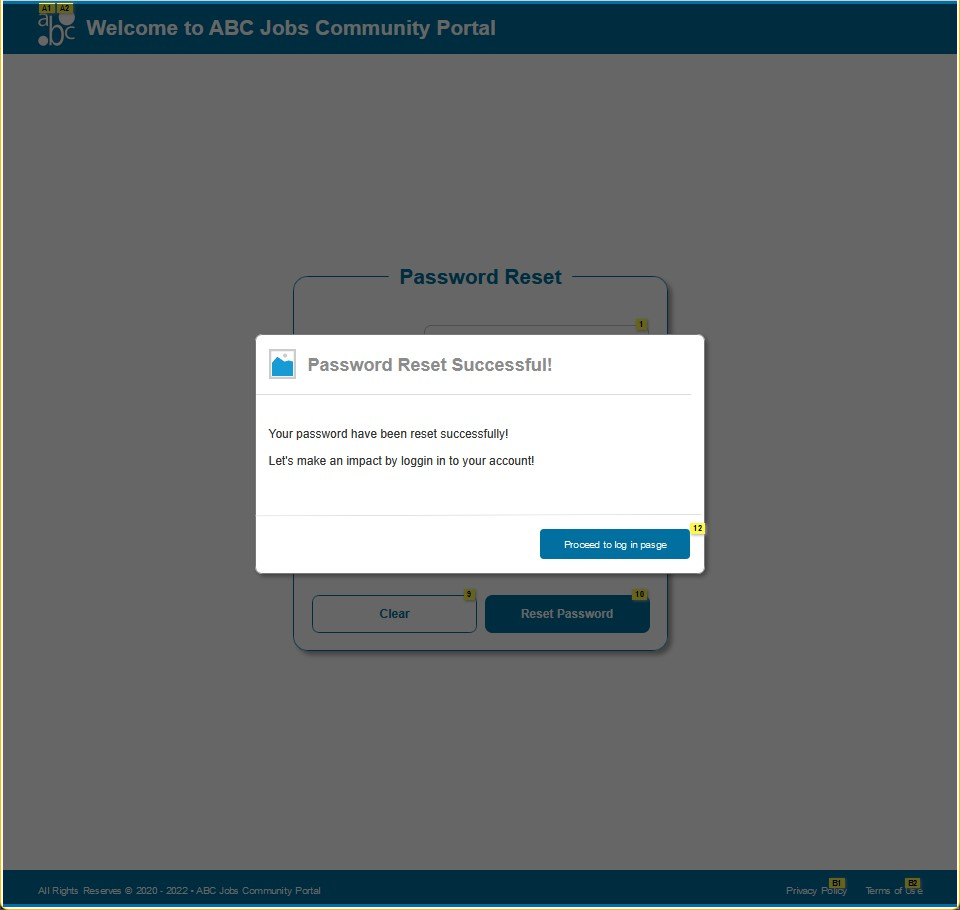 A1 A2
abc
Welcome to ABC Jobs Community Portal
Password Reset
1
Password Reset Successful!
Your password have been reset successfully!
Let's make an impact by loggin in to your account!
12
Proceed to log in pasge
9
10
Clear
Reset Password
B1
B2
All Rights Reserves © 2020 - 2022 • ABC Jobs Community Portal
Privacy Policy
Terms of Use